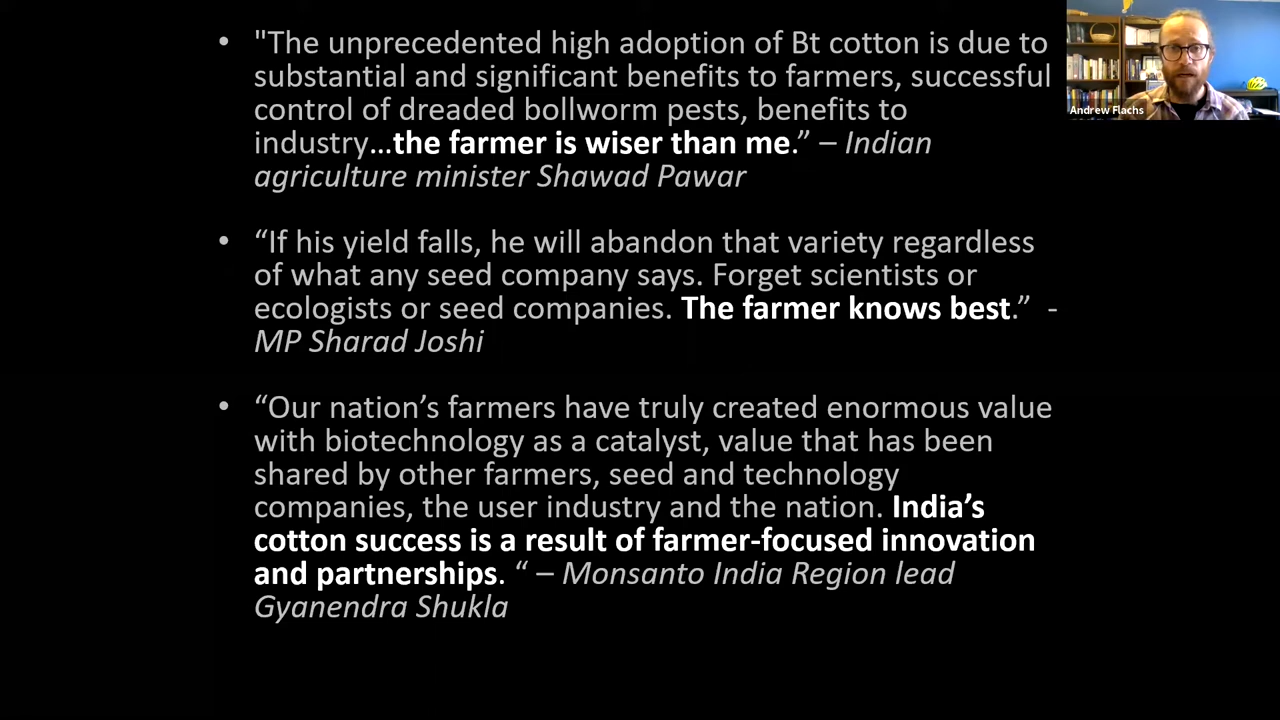 • "The unprecedented high adoption of Bt cotton is due to
substantial and significant benefits to farmers, successful
control of dreaded bollworm pests, benefits to
industry…the farmer is wiser than me.” – Indian
agriculture minister Shawad Pawar
• “If his yield falls, he will abandon that variety regardless
of what any seed company says. Forget scientists or
ecologists or seed companies. The farmer knows best.” -
MP Sharad Joshi
• “Our nation’s farmers have truly created enormous value
with biotechnology as a catalyst, value that has been
shared by other farmers, seed and technology
companies, the user industry and the nation. India’s
cotton success is a result of farmer-focused innovation
and partnerships. “ – Monsanto India Region lead
Gyanendra Shukla
Andrew Flachs